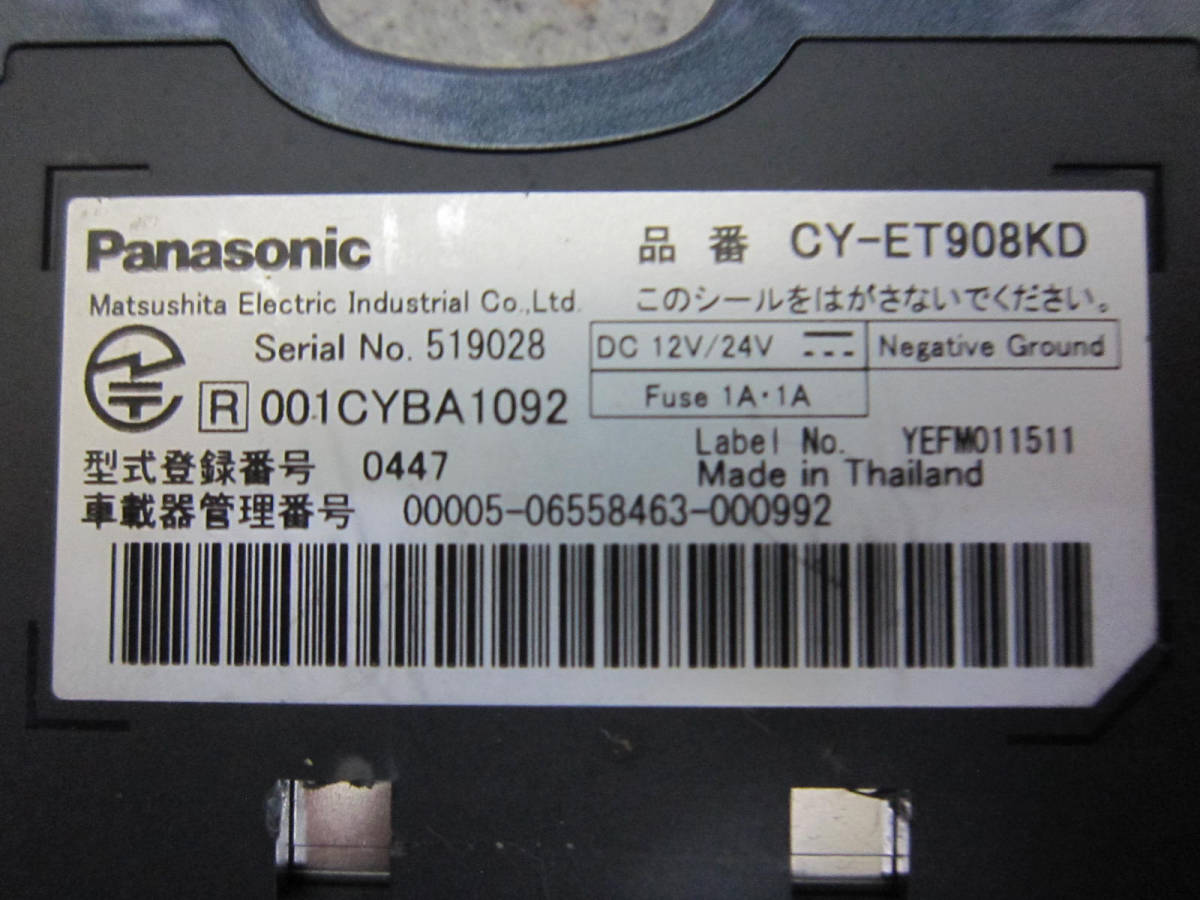 Panasonic 品 番 CY-ET908KD
Matsushita Electric Industrial Co.,Ltd. このシールをはがさないでください。
Serial No. 519028 DC 12V/24V Negative Ground
R 001CYBA1092 Fuse 1A・1A
Label No. YEFM011511
型式登録番号 0447 Made in Thailand
車載器管理番号 00005-06558463-000992